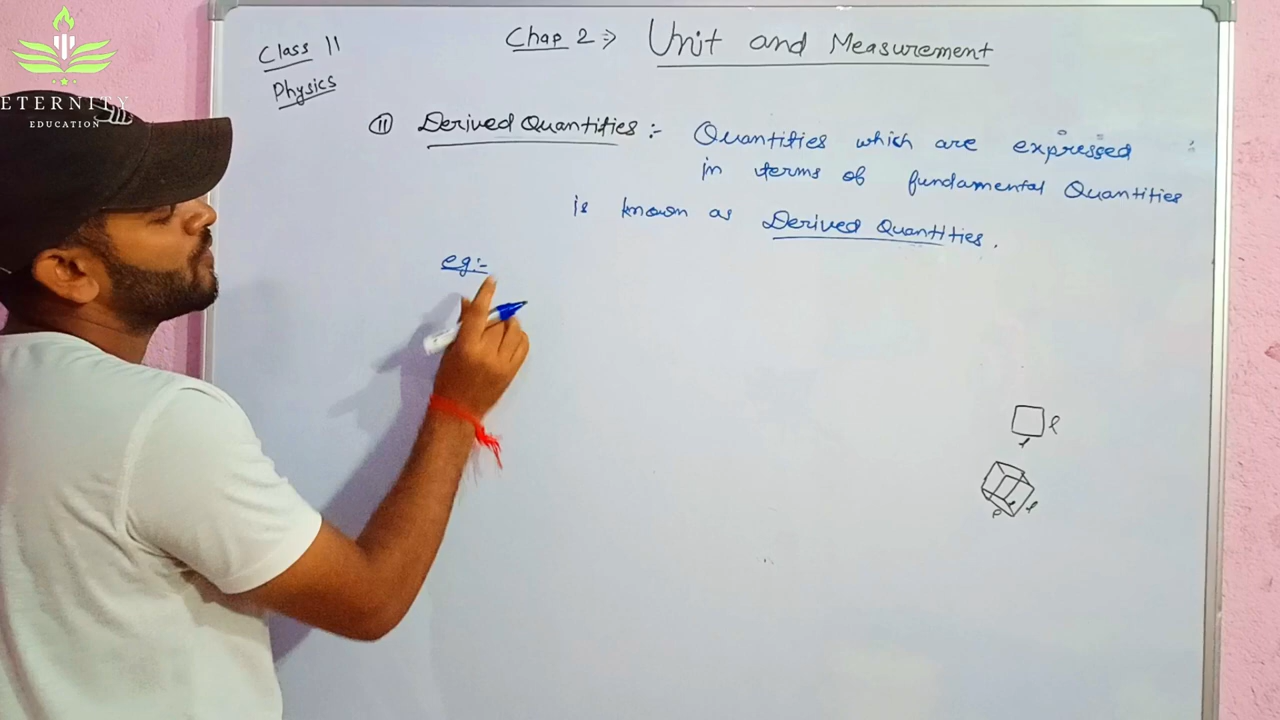 ETERNITY
EDUCATION
Class 11
Physics
Chap 2 :⇒ Unit and Measurement
(11) Derived Quantities :- Quantities which are expressed
in terms of fundamental Quantities
is known as Derived Quantities.
eg:-
l
l
l
l
l